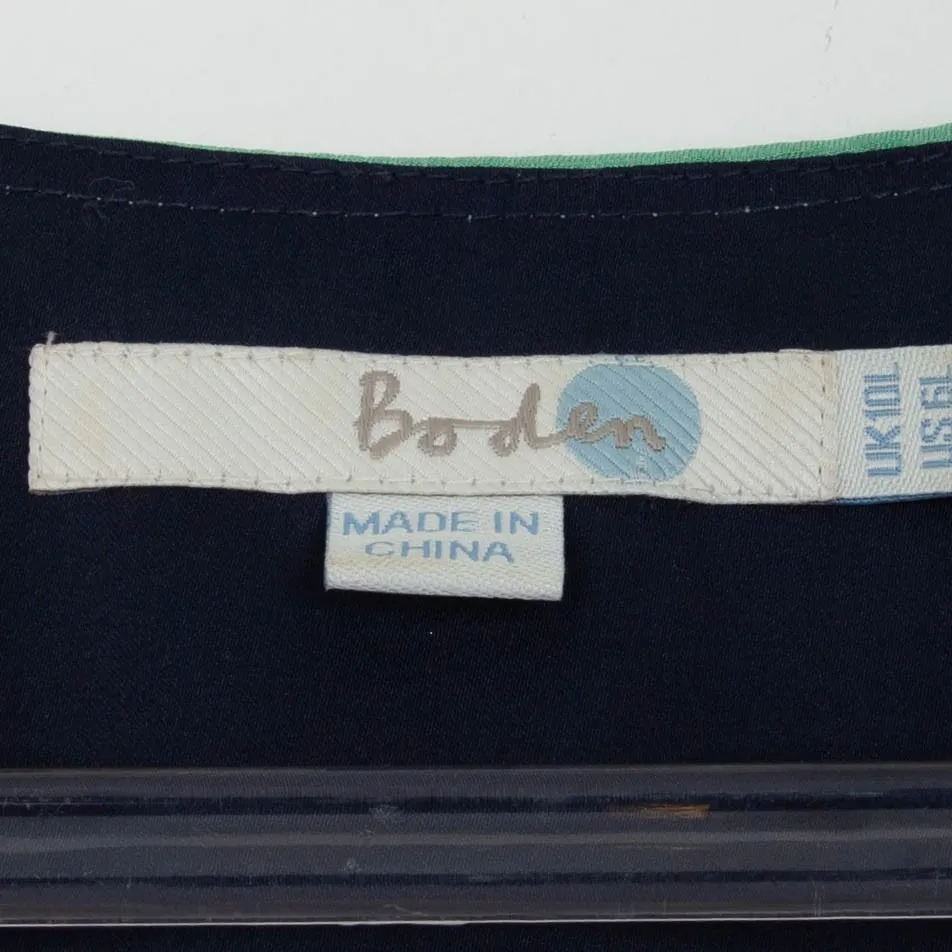 Boden
MADE IN
CHINA
UK10L
US6L